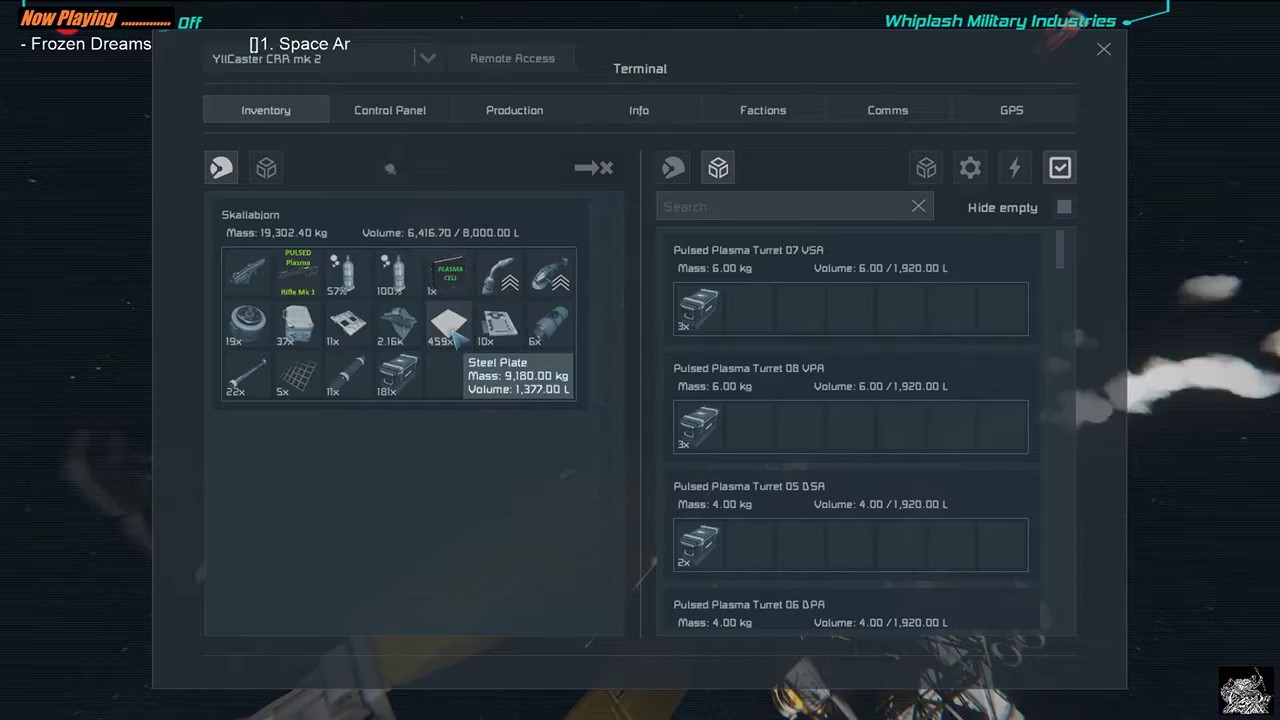 Now Playing ............. Off
Whiplash Military Industries
- Frozen Dreams []1. Space Ar
YllCaster CRR mk 2
Remote Access
Terminal
Inventory
Control Panel
Production
Info
Factions
Comms
GPS
Search...
Hide empty
Skallabjorn
Mass: 19,302.40 kg Volume: 6,416.70 / 8,000.00 L
PULSED
Plasma
Rifle Mk 1
57%
100%
PLASMA
CELL
1x
19x
37x
11x
2.16k
459x
10x
6x
22x
5x
11x
181x
Steel Plate
Mass: 9,180.00 kg
Volume: 1,377.00 L
Pulsed Plasma Turret 07 VSA
Mass: 6.00 kg Volume: 6.00 / 1,920.00 L
3x
Pulsed Plasma Turret 08 VPA
Mass: 6.00 kg Volume: 6.00 / 1,920.00 L
3x
Pulsed Plasma Turret 05 DSA
Mass: 4.00 kg Volume: 4.00 / 1,920.00 L
2x
Pulsed Plasma Turret 06 DPA
Mass: 4.00 kg Volume: 4.00 / 1,920.00 L